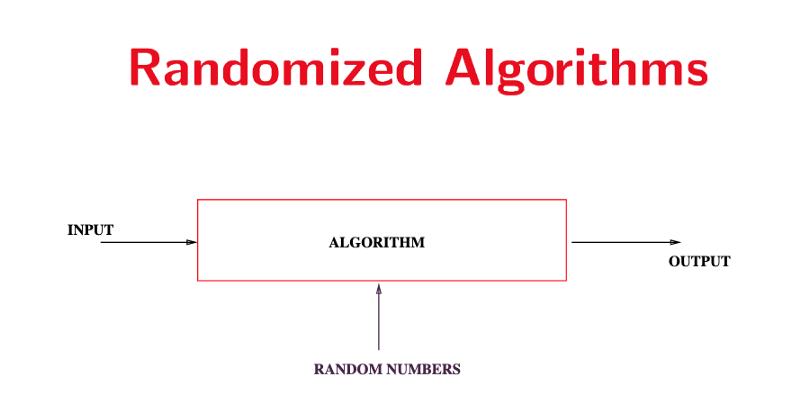 Randomized Algorithms
INPUT
ALGORITHM
OUTPUT
RANDOM NUMBERS